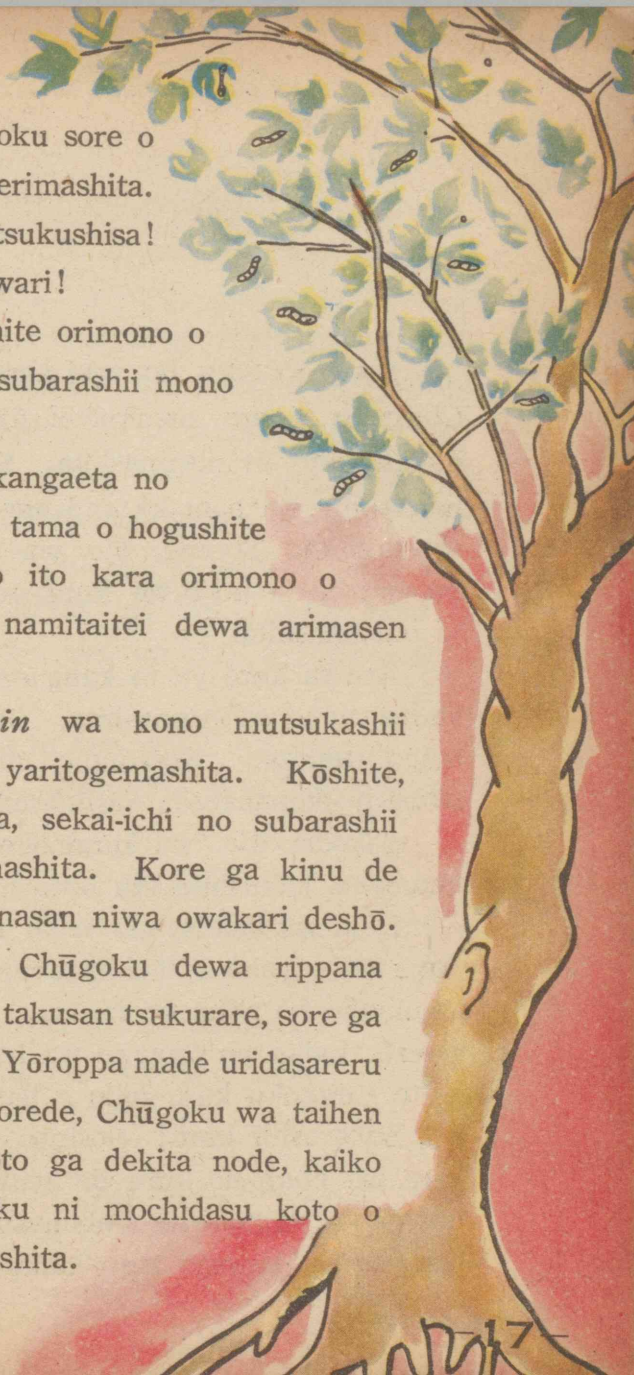 oku sore o
erimashita.
tsukushisa!
wari!
hite orimono o
subarashii mono
kangaeta no
tama o hogushite
ito kara orimono o
namitaitei dewa arimasen
in wa kono mutsukashii
yaritogemashita. Kōshite,
a, sekai-ichi no subarashii
mashita. Kore ga kinu de
nasan niwa owakari deshō.
Chūgoku dewa rippana
takusan tsukurare, sore ga
Yōroppa made uridasareru
orede, Chūgoku wa taihen
to ga dekita node, kaiko
ku ni mochidasu koto o
shita.
—17—